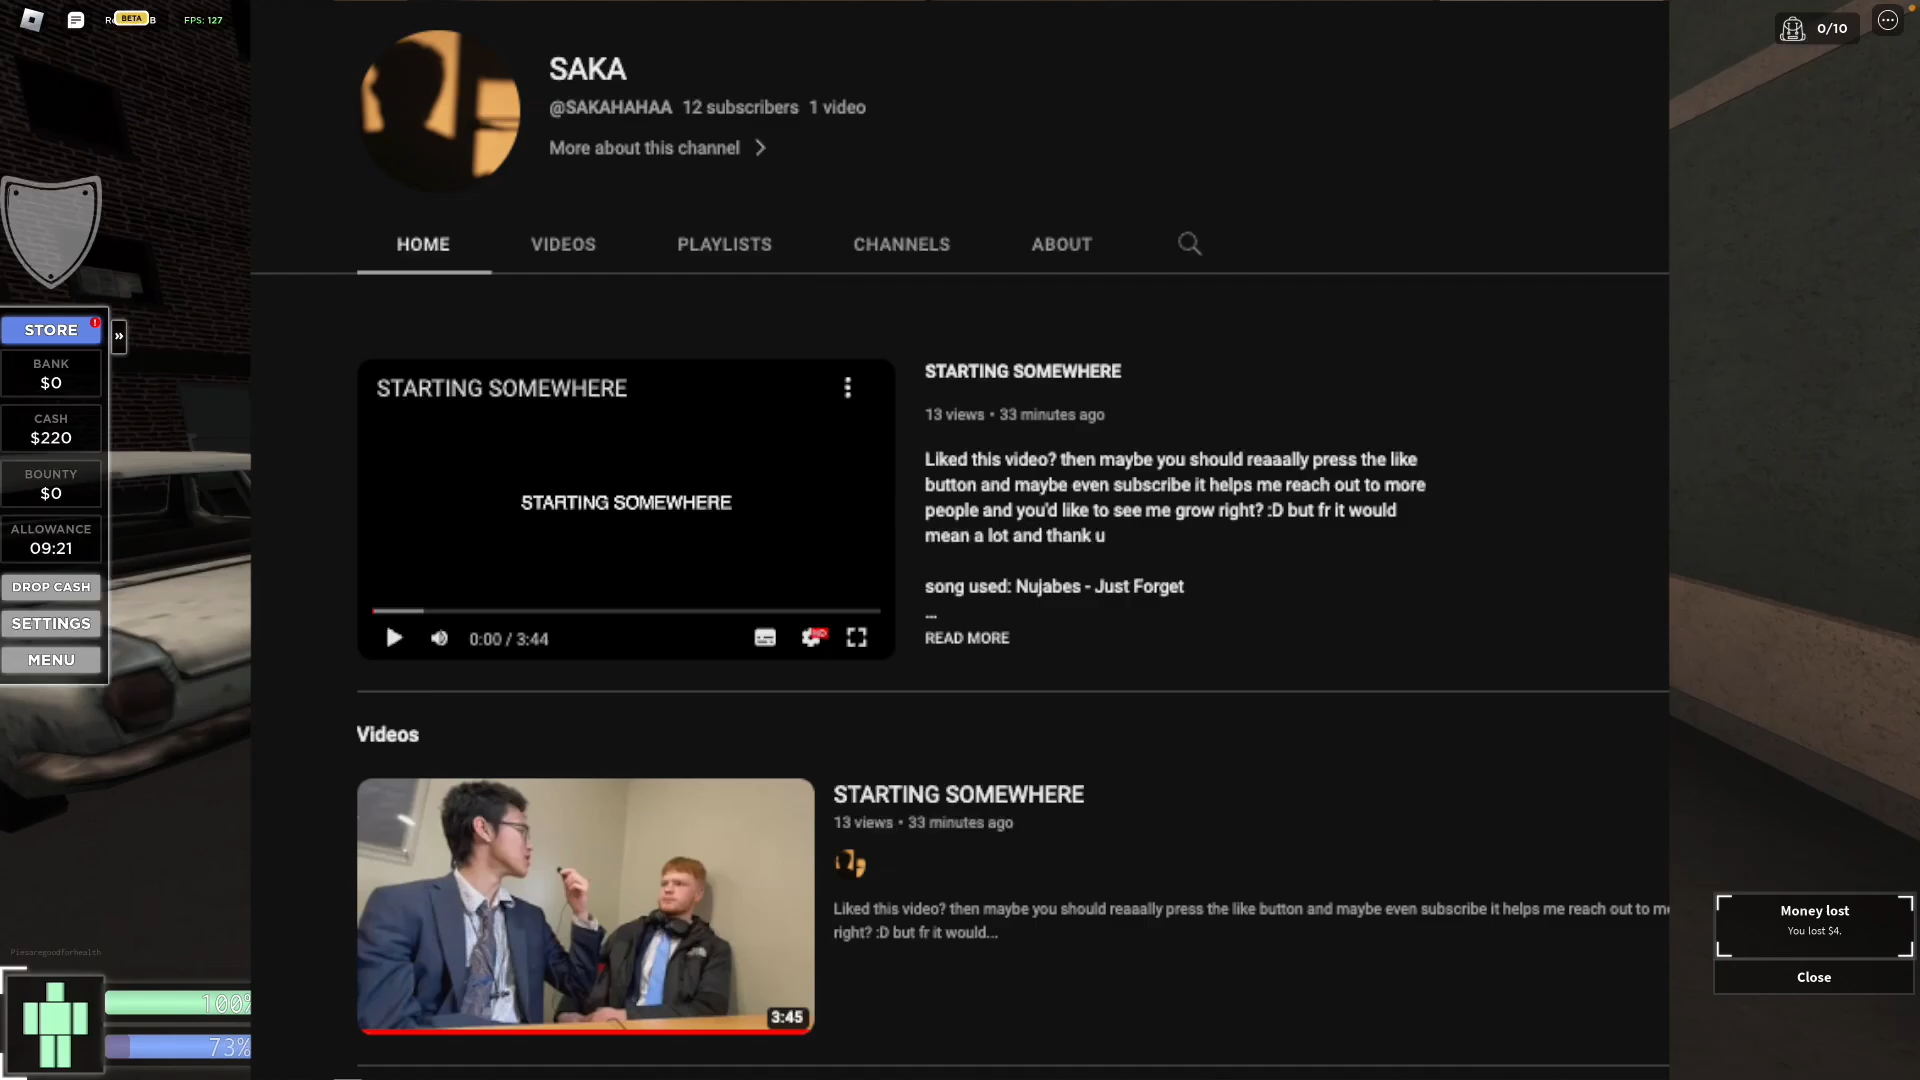 BETA
FPS: 127
0/10
SAKA
@SAKAHAHAA 12 subscribers 1 video
More about this channel
HOME VIDEOS PLAYLISTS CHANNELS ABOUT
STORE
BANK
$0
CASH
$220
BOUNTY
$0
ALLOWANCE
09:21
DROP CASH
SETTINGS
MENU
STARTING SOMEWHERE
STARTING SOMEWHERE
0:00 / 3:44
HD
STARTING SOMEWHERE
13 views • 33 minutes ago
Liked this video? then maybe you should reaaally press the like
button and maybe even subscribe it helps me reach out to more
people and you'd like to see me grow right? :D but fr it would
mean a lot and thank u
song used: Nujabes - Just Forget
...
READ MORE
Videos
3:45
STARTING SOMEWHERE
13 views • 33 minutes ago
Liked this video? then maybe you should reaaally press the like button and maybe even subscribe it helps me reach out to
right? :D but fr it would...
Money lost
You lost $4.
Close
Piesaregoodforhealth
100%
73%